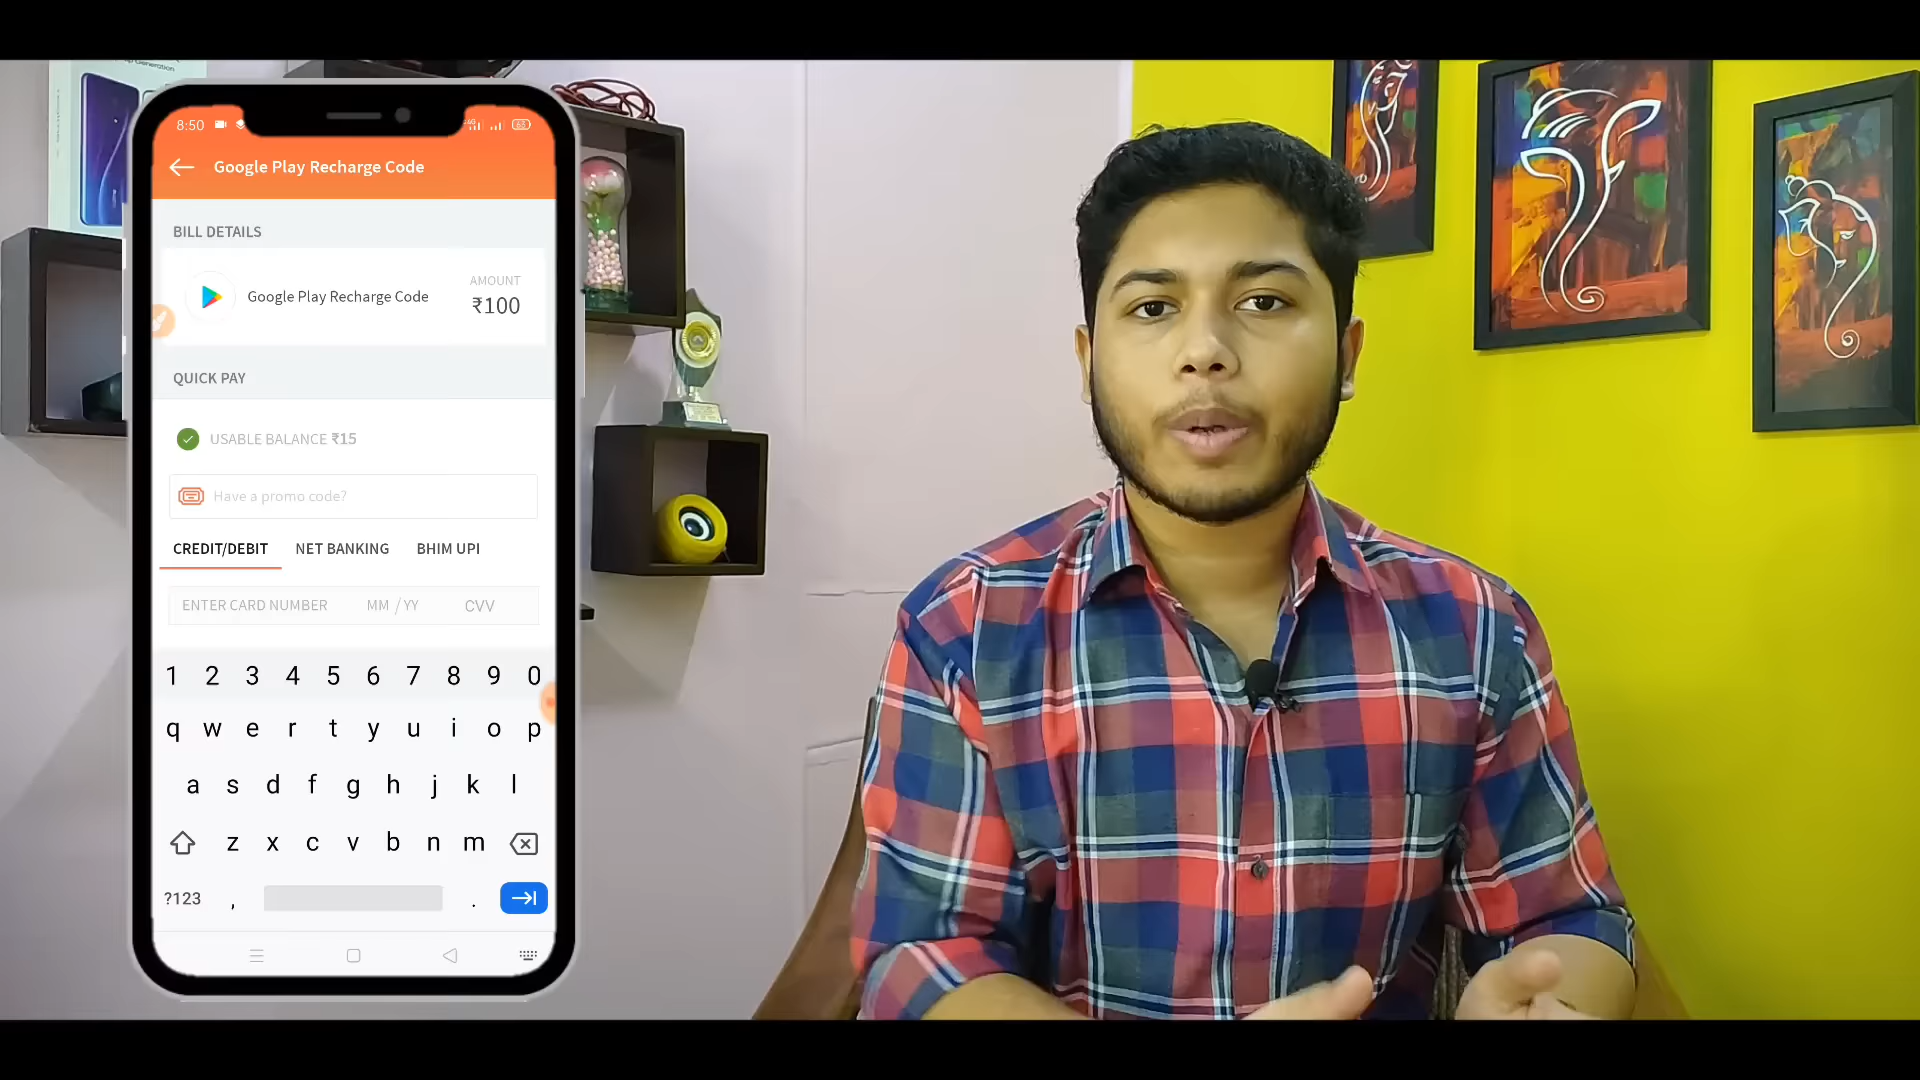 8:50
4G
63
Google Play Recharge Code
BILL DETAILS
Google Play Recharge Code
AMOUNT
₹100
QUICK PAY
USABLE BALANCE ₹15
Have a promo code?
CREDIT/DEBIT NET BANKING BHIM UPI
ENTER CARD NUMBER MM / YY CVV
1 2 3 4 5 6 7 8 9 0
q w e r t y u i o p
a s d f g h j k l
z x c v b n m
?123 , .